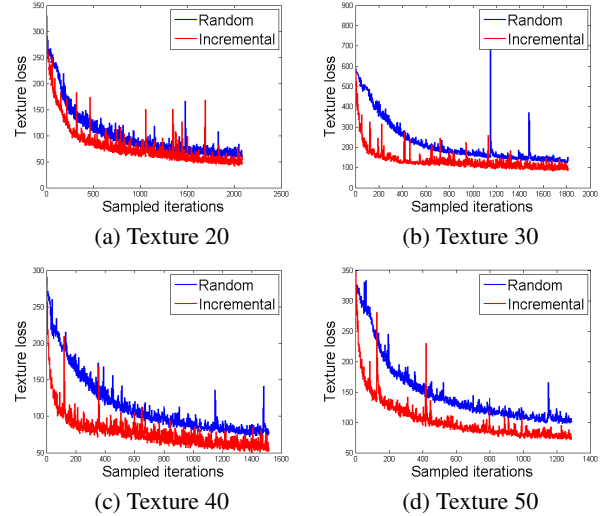 350
300
250
200
150
100
50
0
Texture loss
Random
Incremental
0 500 1000 1500 2000 2500
Sampled iterations
(a) Texture 20
900
800
700
600
500
400
300
200
100
0
Texture loss
Random
Incremental
0 200 400 600 800 1000 1200 1400 1600 1800 2000
Sampled iterations
(b) Texture 30
300
250
200
150
100
50
Texture loss
Random
Incremental
0 200 400 600 800 1000 1200 1400 1600
Sampled iterations
(c) Texture 40
350
300
250
200
150
100
50
Texture loss
Random
Incremental
0 200 400 600 800 1000 1200 1400
Sampled iterations
(d) Texture 50